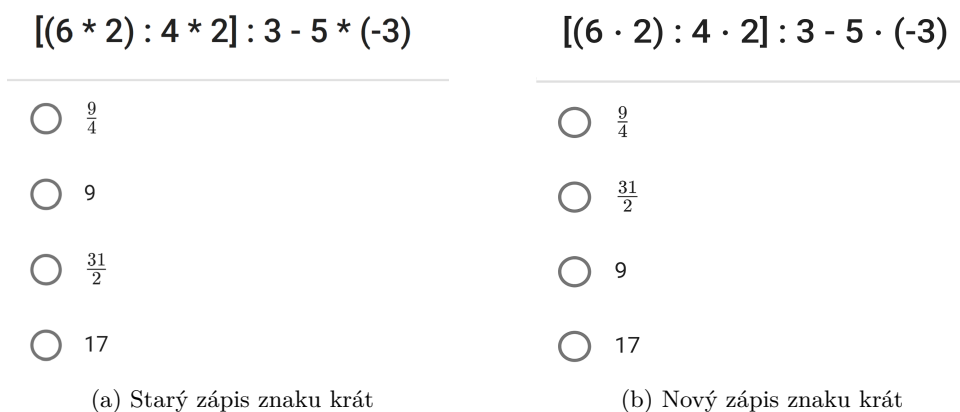 [(6 * 2) : 4 * 2] : 3 - 5 * (-3)
9/4
9
31/2
17
(a) Starý zápis znaku krát
[(6 · 2) : 4 · 2] : 3 - 5 · (-3)
9/4
31/2
9
17
(b) Nový zápis znaku krát